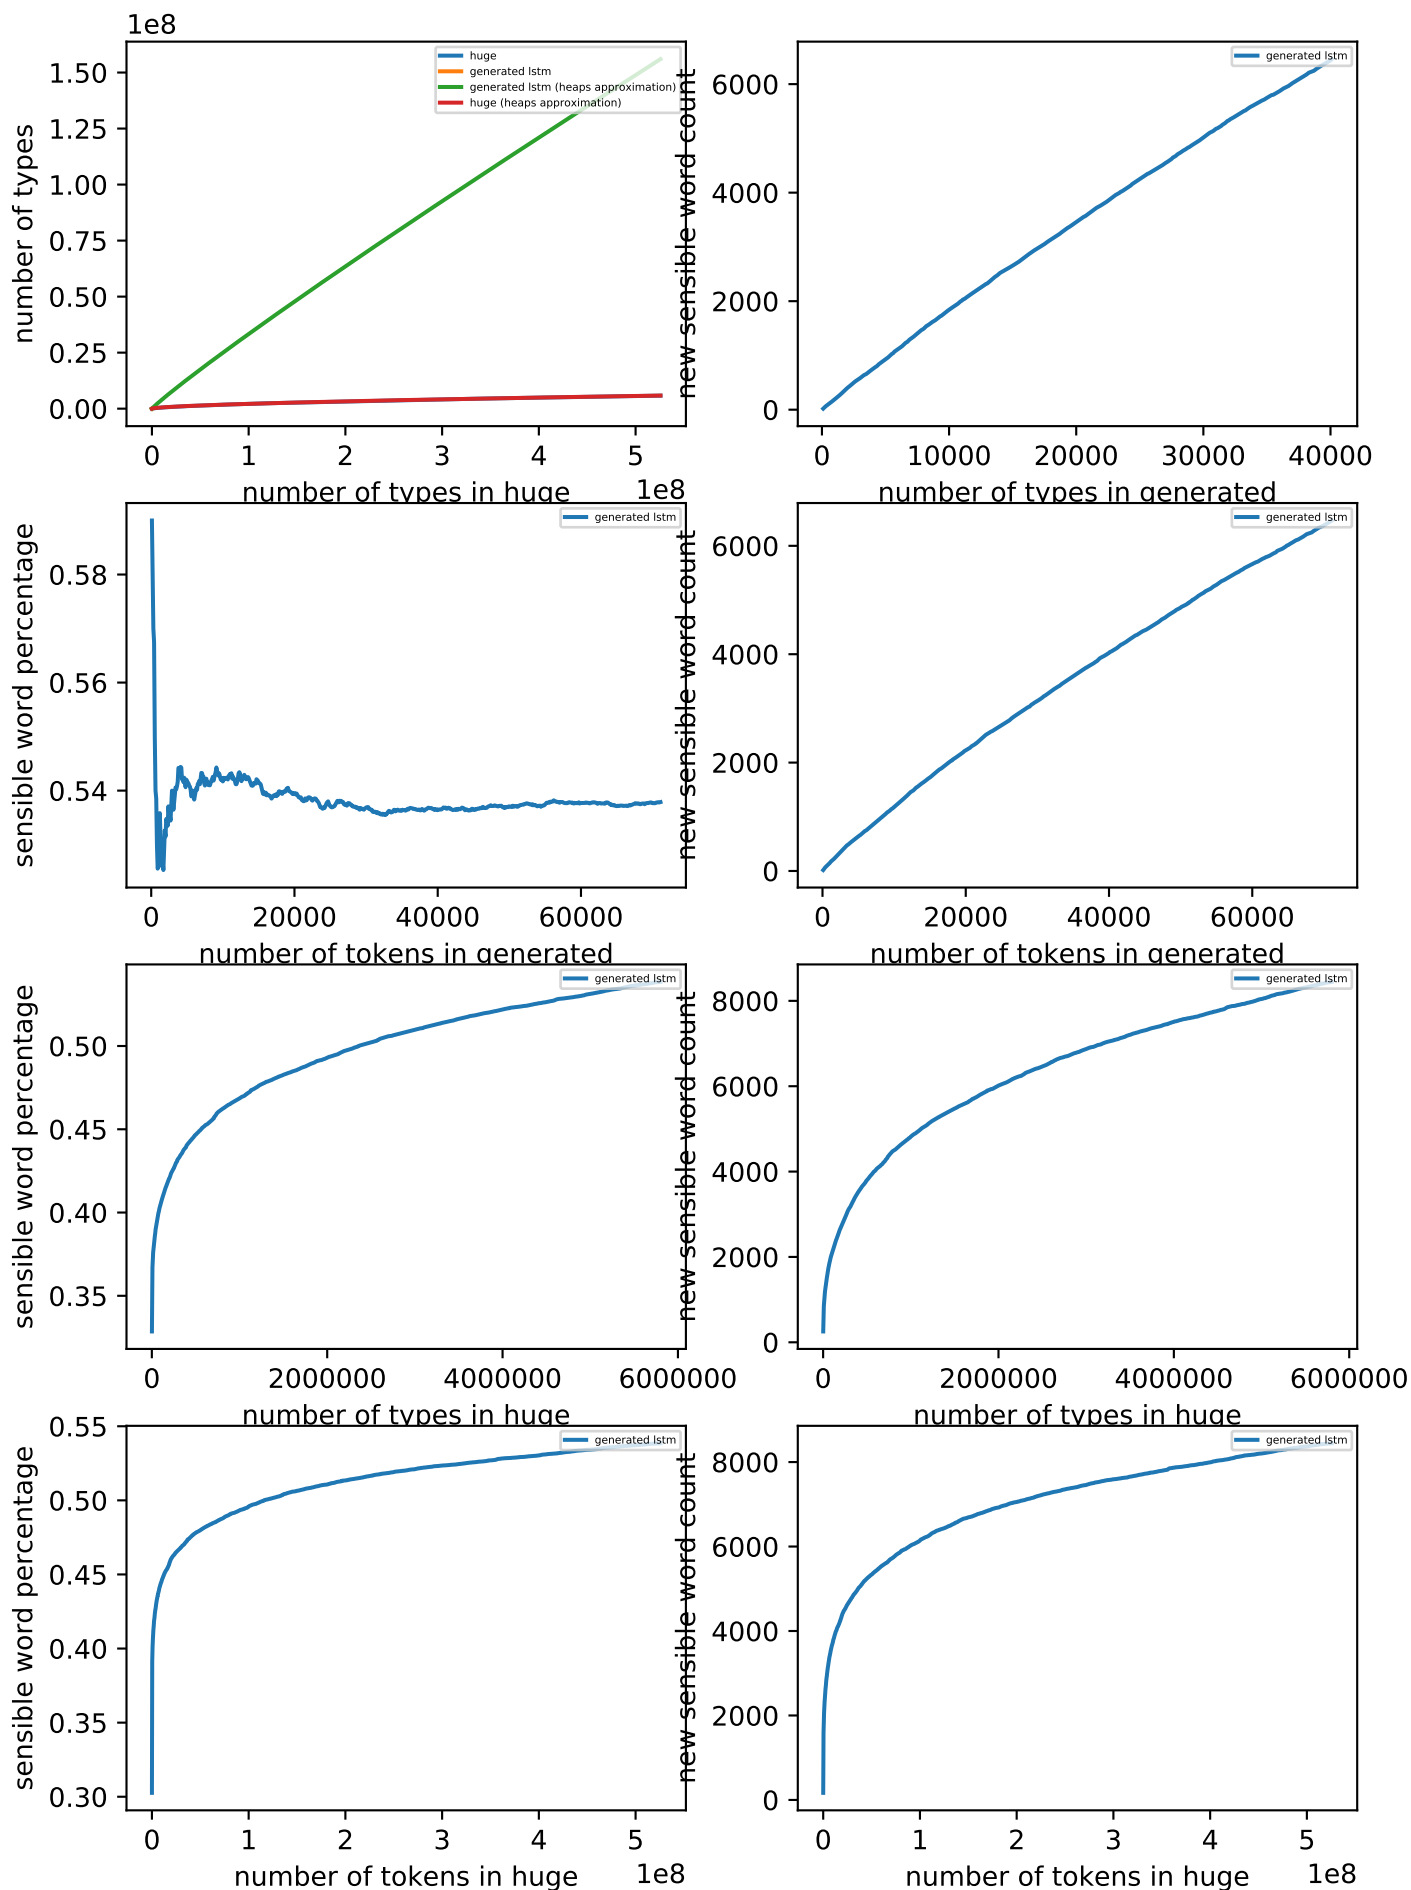 1e8
number of types
1.50
1.25
1.00
0.75
0.50
0.25
0.00
huge
generated lstm
generated lstm (heaps approximation)
huge (heaps approximation)
0 1 2 3 4 5
number of types in huge 1e8
new sensible word count
6000
4000
2000
0
generated lstm
0 10000 20000 30000 40000
number of types in generated
sensible word percentage
0.58
0.56
0.54
generated lstm
0 20000 40000 60000
number of tokens in generated
new sensible word count
6000
4000
2000
0
generated lstm
0 20000 40000 60000
number of tokens in generated
sensible word percentage
0.50
0.45
0.40
0.35
generated lstm
0 2000000 4000000 6000000
number of types in huge
new sensible word count
8000
6000
4000
2000
0
generated lstm
0 2000000 4000000 6000000
number of types in huge
sensible word percentage
0.55
0.50
0.45
0.40
0.35
0.30
generated lstm
0 1 2 3 4 5
number of tokens in huge 1e8
new sensible word count
8000
6000
4000
2000
0
generated lstm
0 1 2 3 4 5
number of tokens in huge 1e8